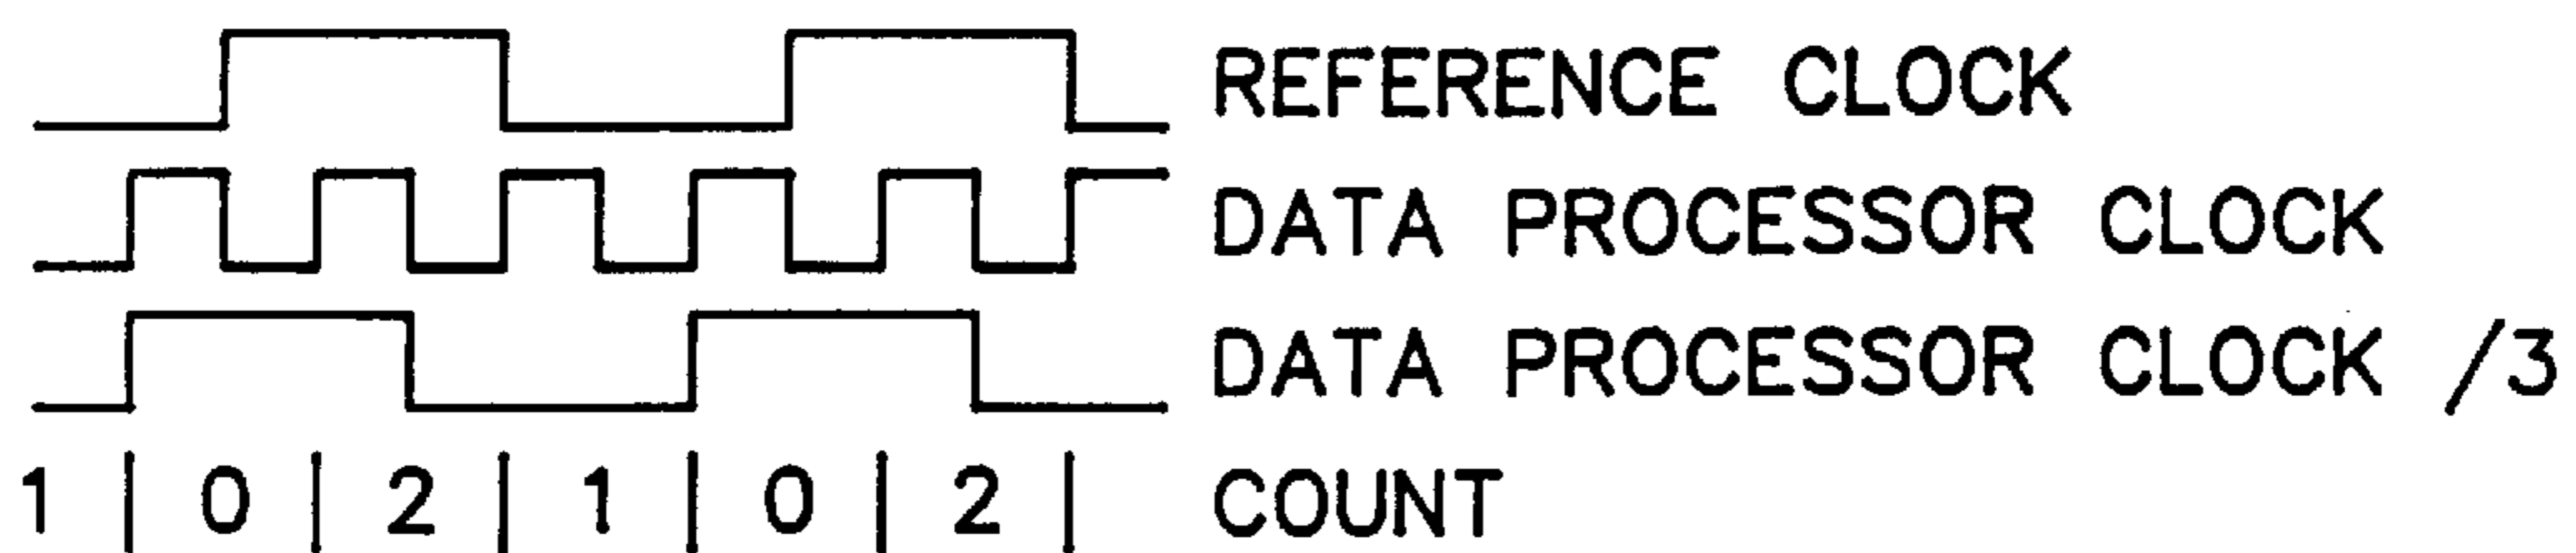 REFERENCE CLOCK
DATA PROCESSOR CLOCK
DATA PROCESSOR CLOCK /3
1 | 0 | 2 | 1 | 0 | 2 | COUNT